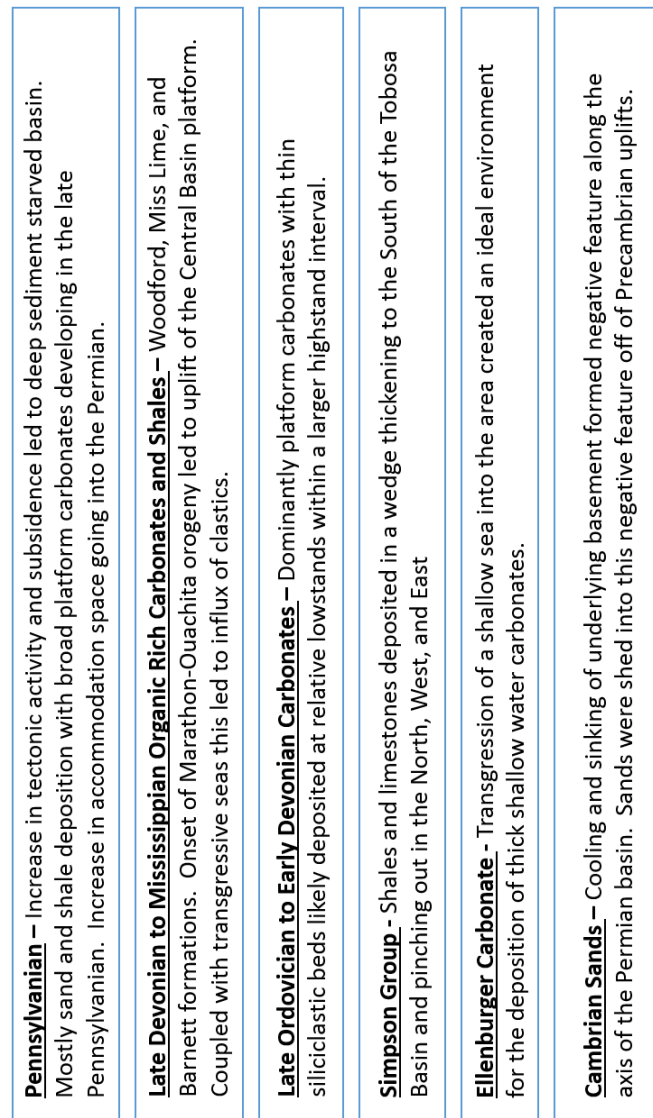 Pennsylvanian – Increase in tectonic activity and subsidence led to deep sediment starved basin.
Mostly sand and shale deposition with broad platform carbonates developing in the late
Pennsylvanian.  Increase in accommodation space going into the Permian.
Late Devonian to Mississippian Organic Rich Carbonates and Shales – Woodford, Miss Lime, and
Barnett formations.  Onset of Marathon-Ouachita orogeny led to uplift of the Central Basin platform.
Coupled with transgressive seas this led to influx of clastics.
Late Ordovician to Early Devonian Carbonates – Dominantly platform carbonates with thin
siliciclastic beds likely deposited at relative lowstands within a larger highstand interval.
Simpson Group - Shales and limestones deposited in a wedge thickening to the South of the Tobosa
Basin and pinching out in the North, West, and East
Ellenburger Carbonate - Transgression of a shallow sea into the area created an ideal environment
for the deposition of thick shallow water carbonates.
Cambrian Sands – Cooling and sinking of underlying basement formed negative feature along the
axis of the Permian basin.  Sands were shed into this negative feature off of Precambrian uplifts.